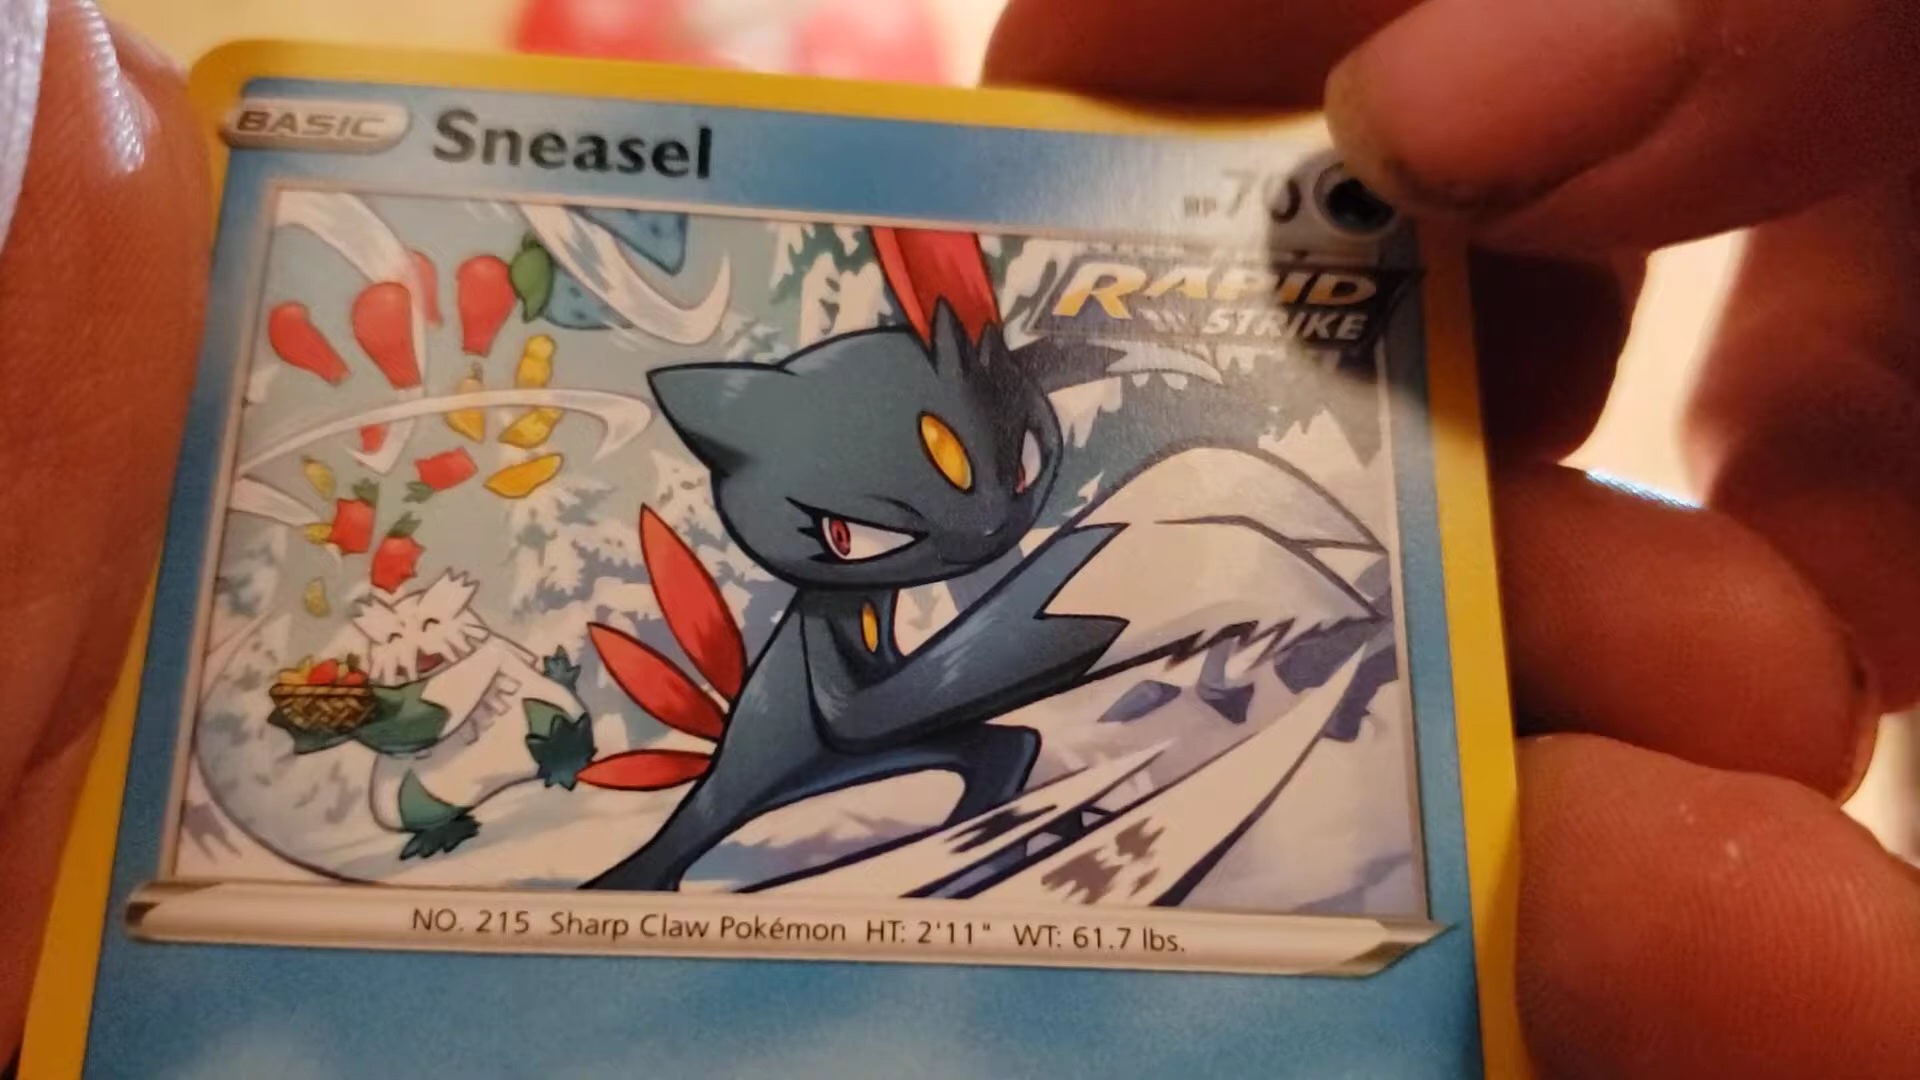 BASIC Sneasel HP 70
RAPID
STRIKE
NO. 215 Sharp Claw Pokémon HT: 2'11" WT: 61.7 lbs.